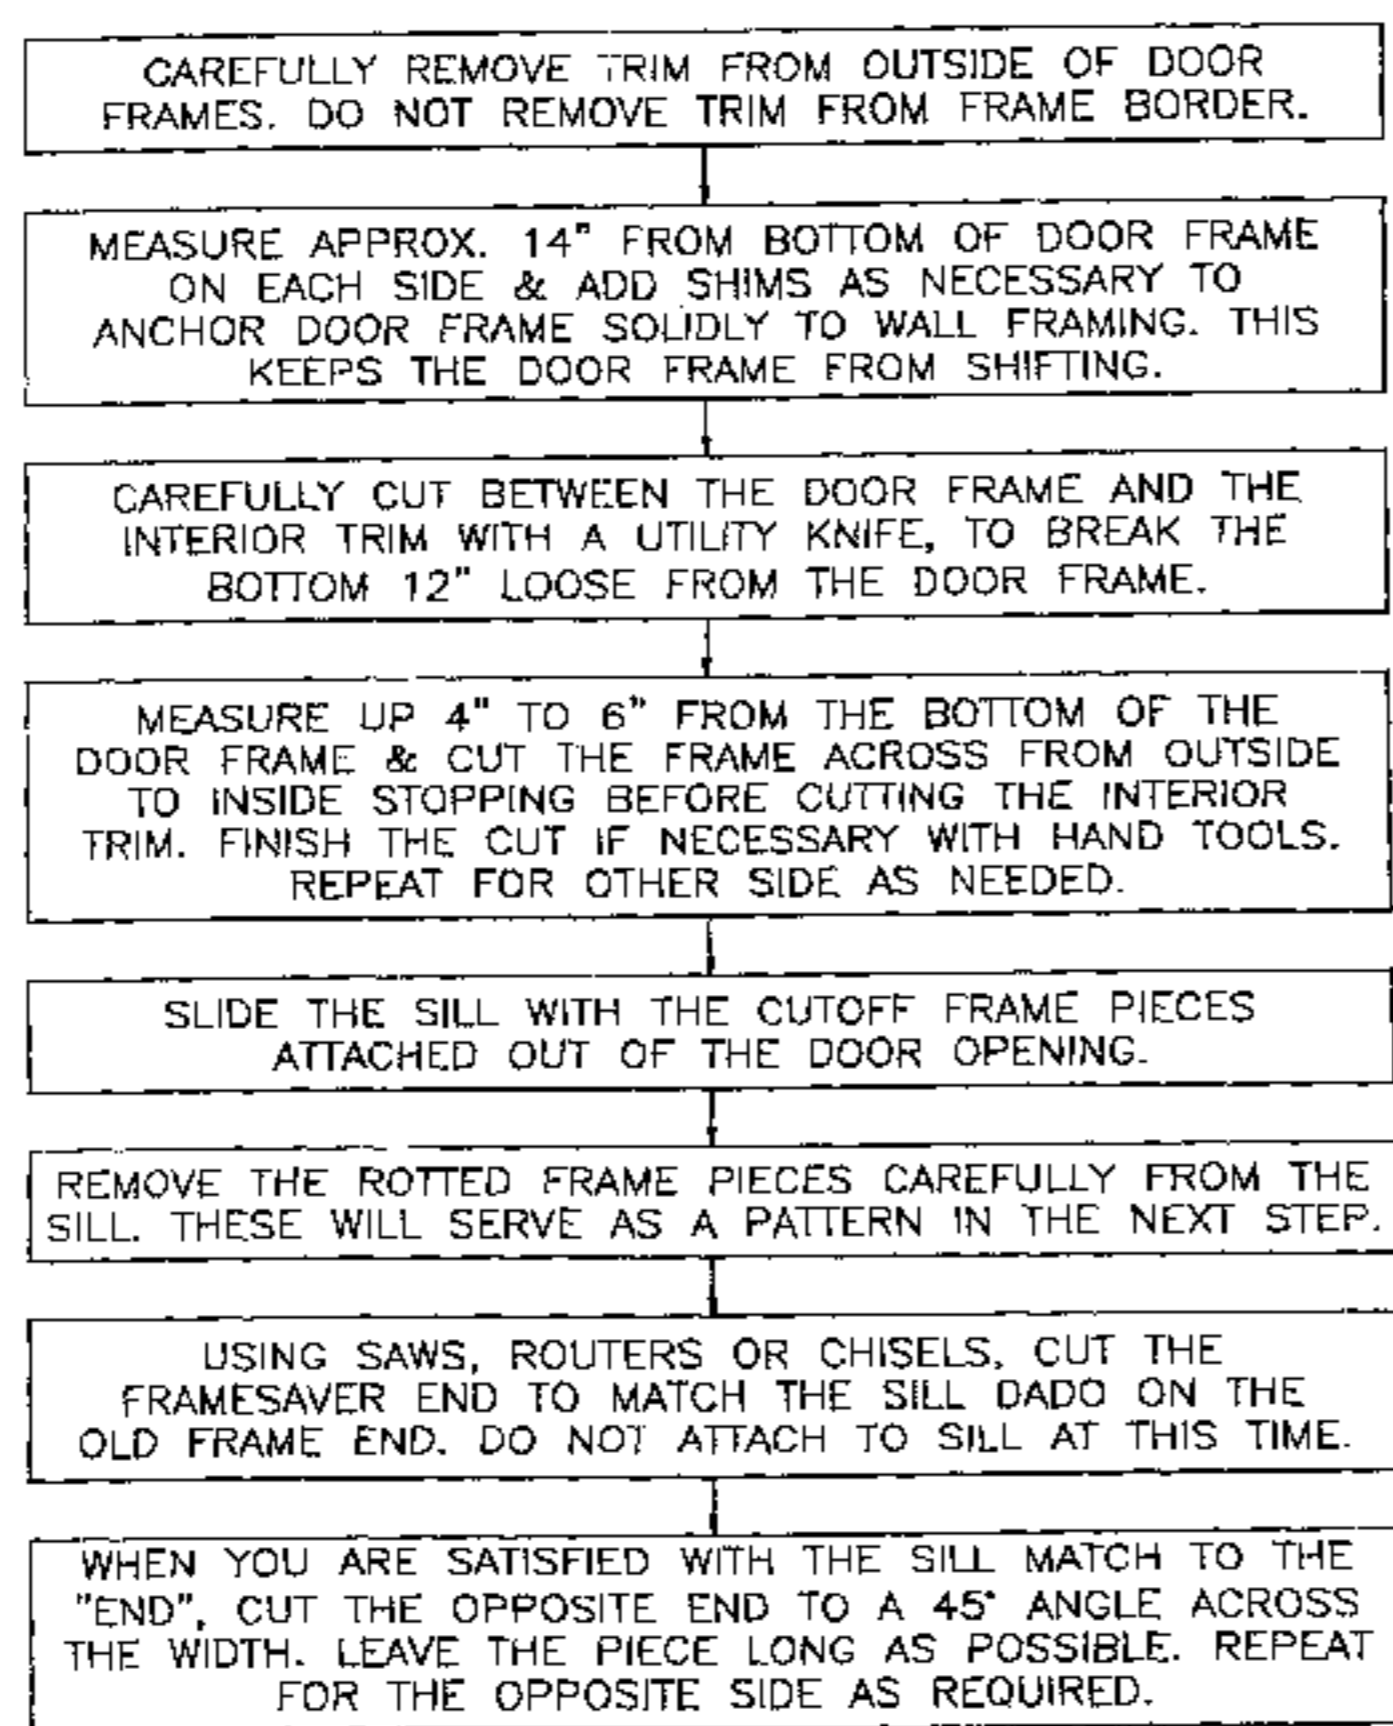 CAREFULLY REMOVE TRIM FROM OUTSIDE OF DOOR
FRAMES. DO NOT REMOVE TRIM FROM FRAME BORDER.
MEASURE APPROX. 14" FROM BOTTOM OF DOOR FRAME
ON EACH SIDE & ADD SHIMS AS NECESSARY TO
ANCHOR DOOR FRAME SOLIDLY TO WALL FRAMING. THIS
KEEPS THE DOOR FRAME FROM SHIFTING.
CAREFULLY CUT BETWEEN THE DOOR FRAME AND THE
INTERIOR TRIM WITH A UTILITY KNIFE, TO BREAK THE
BOTTOM 12" LOOSE FROM THE DOOR FRAME.
MEASURE UP 4" TO 6" FROM THE BOTTOM OF THE
DOOR FRAME & CUT THE FRAME ACROSS FROM OUTSIDE
TO INSIDE STOPPING BEFORE CUTTING THE INTERIOR
TRIM. FINISH THE CUT IF NECESSARY WITH HAND TOOLS.
REPEAT FOR OTHER SIDE AS NEEDED.
SLIDE THE SILL WITH THE CUTOFF FRAME PIECES
ATTACHED OUT OF THE DOOR OPENING.
REMOVE THE ROTTED FRAME PIECES CAREFULLY FROM THE
SILL. THESE WILL SERVE AS A PATTERN IN THE NEXT STEP.
USING SAWS, ROUTERS OR CHISELS, CUT THE
FRAMESAVER END TO MATCH THE SILL DADO ON THE
OLD FRAME END. DO NOT ATTACH TO SILL AT THIS TIME.
WHEN YOU ARE SATISFIED WITH THE SILL MATCH TO THE
"END", CUT THE OPPOSITE END TO A 45° ANGLE ACROSS
THE WIDTH. LEAVE THE PIECE LONG AS POSSIBLE. REPEAT
FOR THE OPPOSITE SIDE AS REQUIRED.